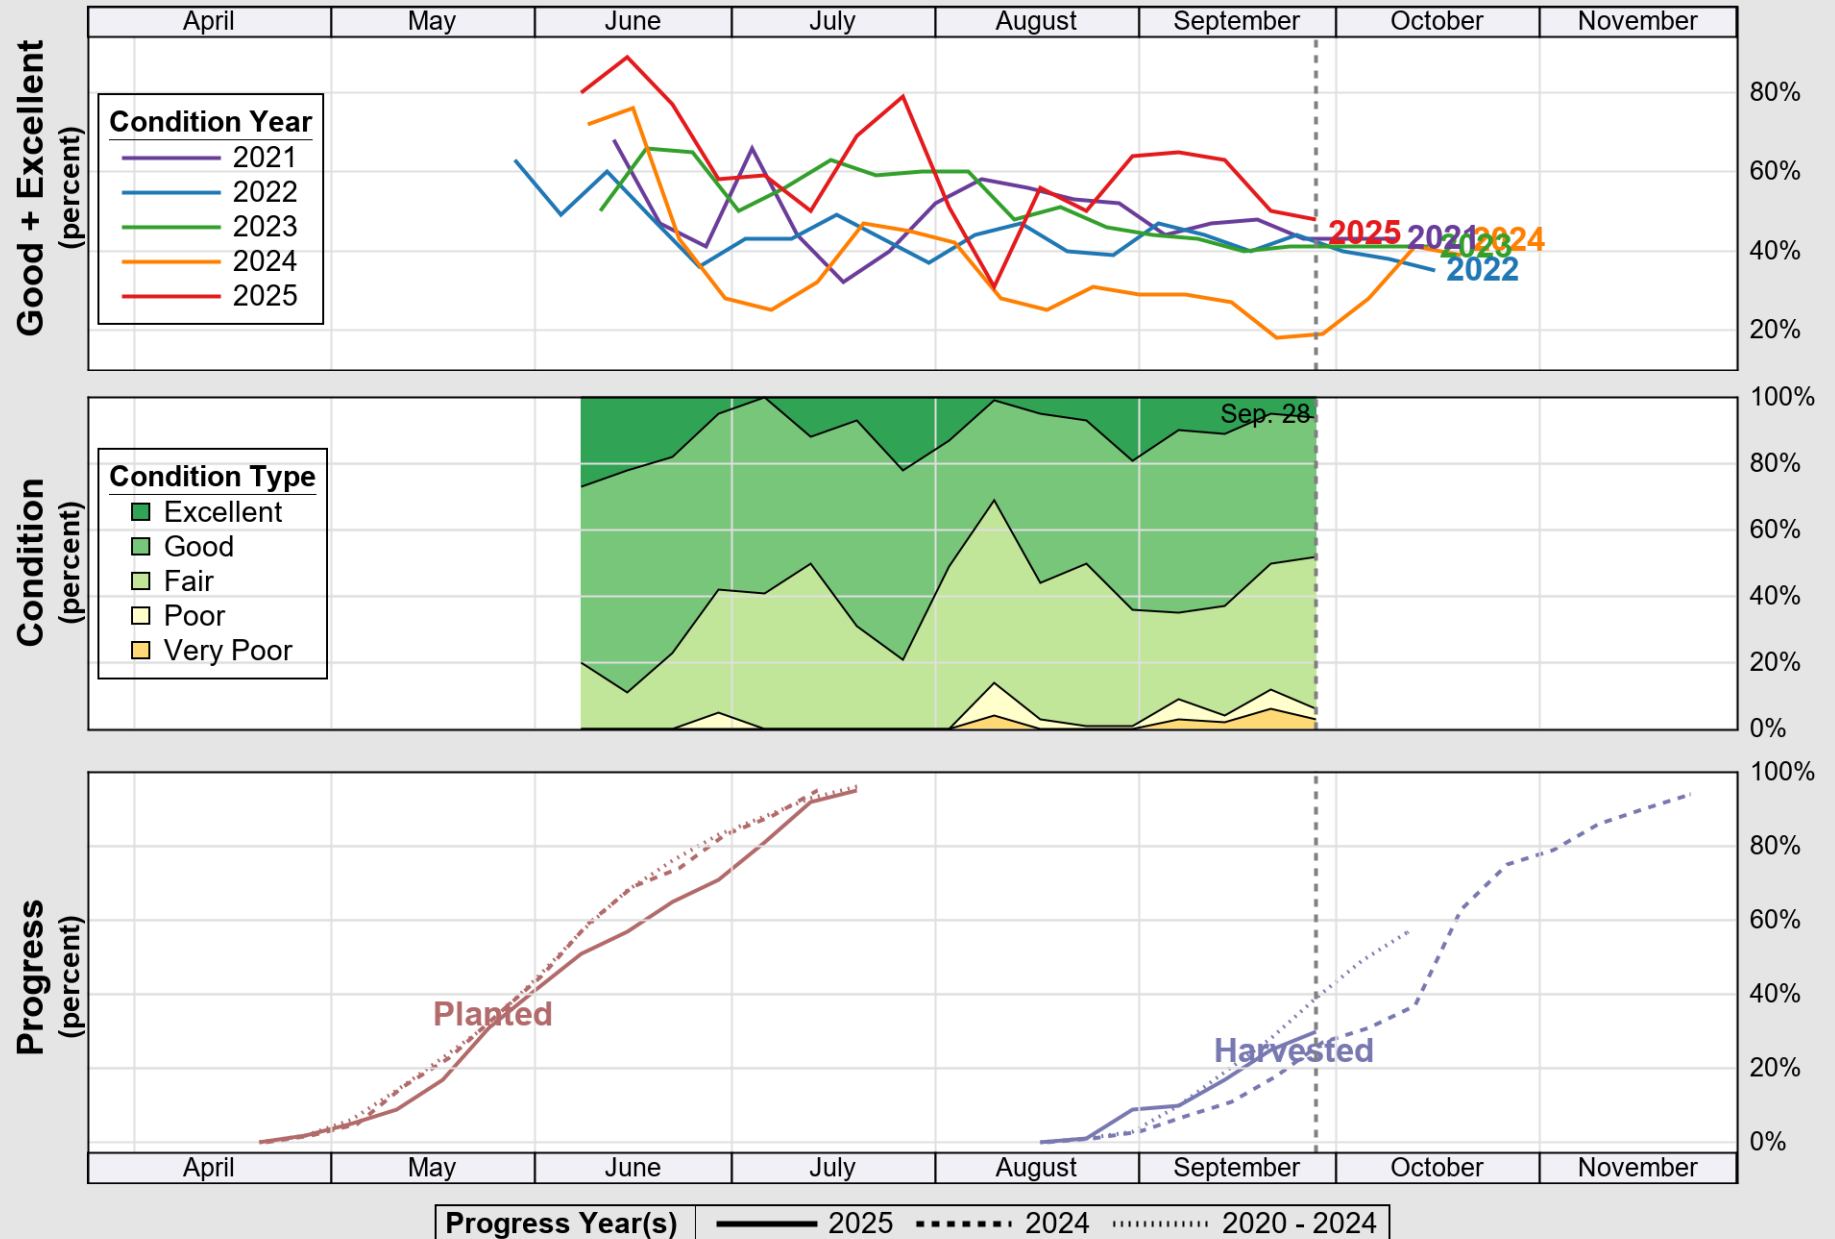 April May June July August September October November
Good + Excellent
(percent)
80%
60%
40%
20%
Condition Year
2021
2022
2023
2024
2025
2025
2021
2023
2024
2022
Condition
(percent)
100%
80%
60%
40%
20%
0%
Sep. 28
Condition Type
Excellent
Good
Fair
Poor
Very Poor
Progress
(percent)
100%
80%
60%
40%
20%
0%
Planted
Harvested
April May June July August September October November
Progress Year(s) 2025 2024 2020 - 2024